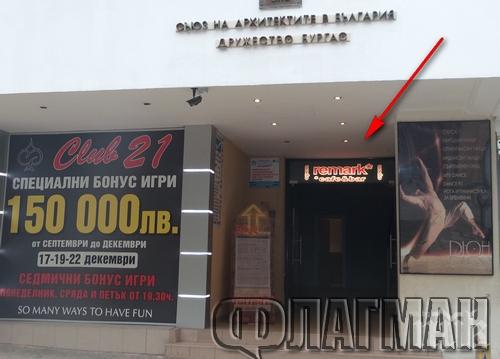 СЪЮЗ НА АРХИТЕКТИТЕ В БЪЛГАРИЯ
ДРУЖЕСТВО БУРГАС
Club 21
СПЕЦИАЛНИ БОНУС ИГРИ
150 000лв.
от СЕПТЕМВРИ до ДЕКЕМВРИ
17-19-22 декември
СЕДМИЧНИ БОНУС ИГРИ
ПОНЕДЕЛНИК, СРЯДА И ПЕТЪК ОТ 19.30ч.
SO MANY WAYS TO HAVE FUN
remark*
cafe&bar
ДЮН
ФЛАГМАН